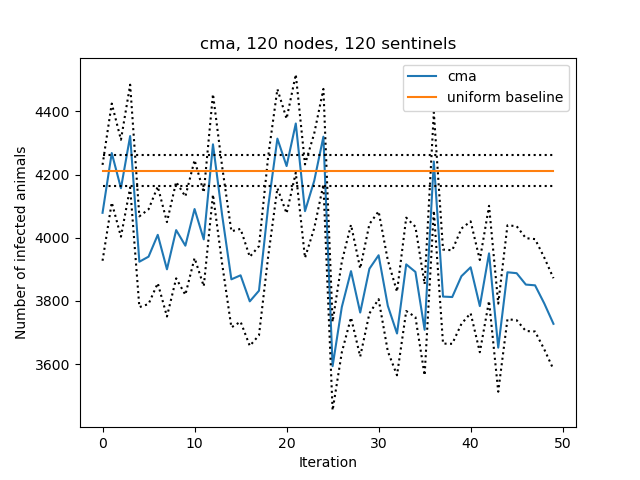 cma, 120 nodes, 120 sentinels
cma
uniform baseline
4400
4200
4000
3800
3600
Number of infected animals
0
10
20
30
40
50
Iteration